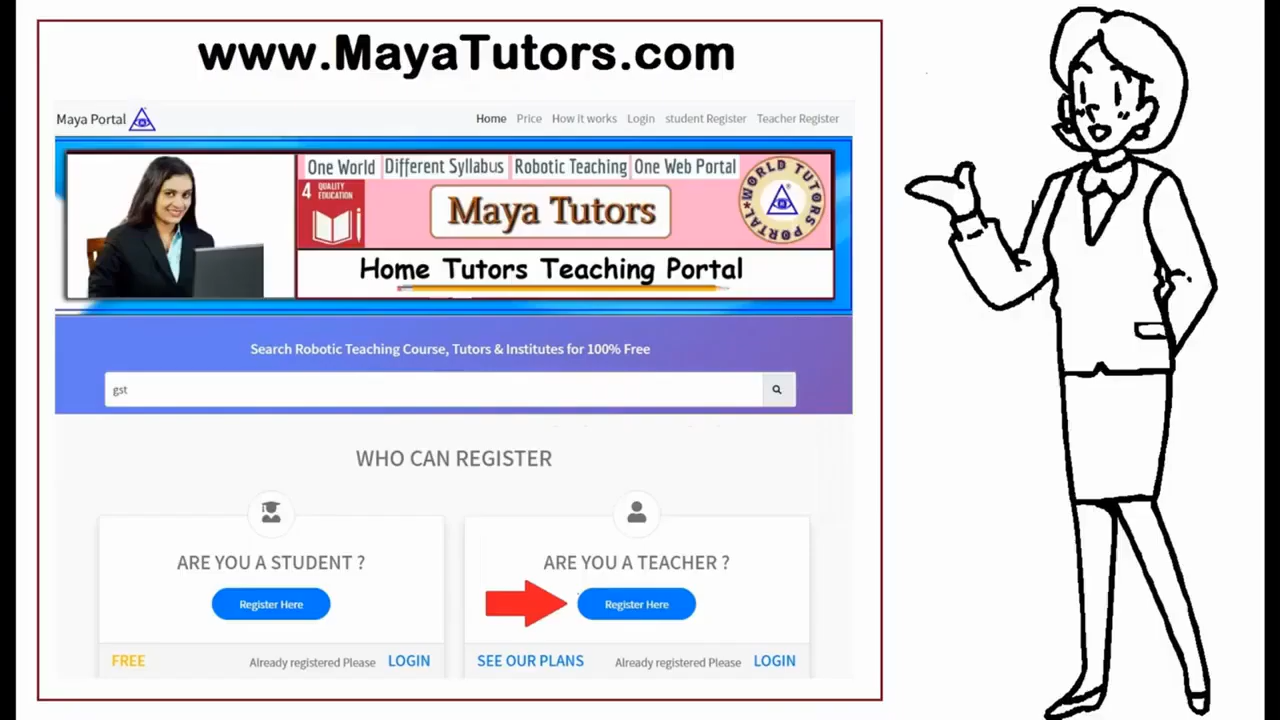 www.MayaTutors.com
Maya Portal
Home Price How it works Login student Register Teacher Register
One World Different Syllabus Robotic Teaching One Web Portal
4 QUALITY EDUCATION
Maya Tutors
WORLD TUTORS PORTAL
Home Tutors Teaching Portal
Search Robotic Teaching Course, Tutors & Institutes for 100% Free
gst
WHO CAN REGISTER
ARE YOU A STUDENT ?
Register Here
FREE Already registered Please LOGIN
ARE YOU A TEACHER ?
Register Here
SEE OUR PLANS Already registered Please LOGIN